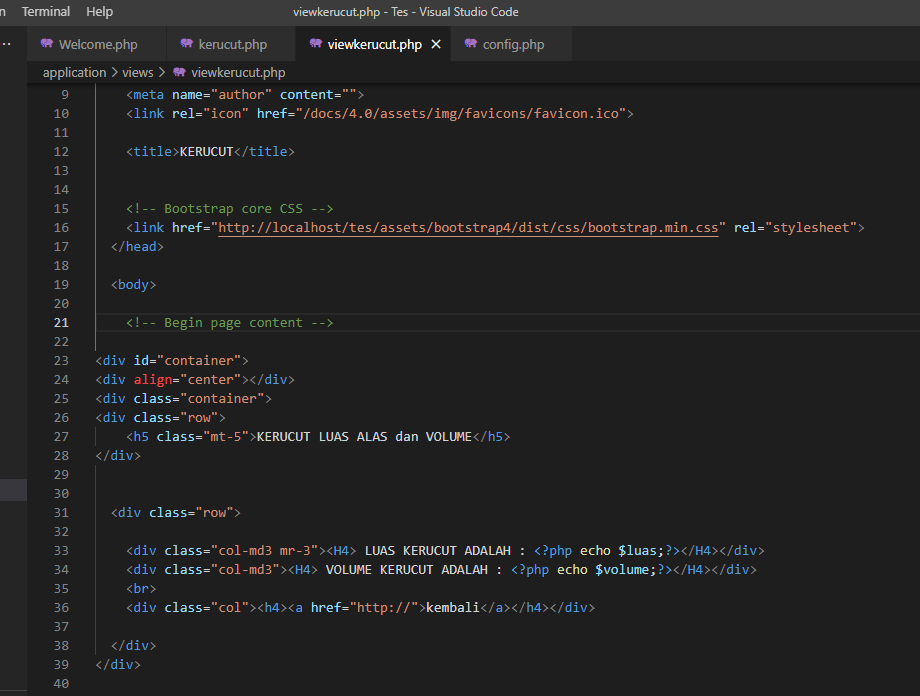 n Terminal Help viewkerucut.php - Tes - Visual Studio Code
··· Welcome.php kerucut.php viewkerucut.php × config.php
application > views > viewkerucut.php
9 <meta name="author" content="">
10 <link rel="icon" href="/docs/4.0/assets/img/favicons/favicon.ico">
11
12 <title>KERUCUT</title>
13
14
15 <!-- Bootstrap core CSS -->
16 <link href="http://localhost/tes/assets/bootstrap4/dist/css/bootstrap.min.css" rel="stylesheet">
17 </head>
18
19 <body>
20
21 <!-- Begin page content -->
22
23 <div id="container">
24 <div align="center"></div>
25 <div class="container">
26 <div class="row">
27 <h5 class="mt-5">KERUCUT LUAS ALAS dan VOLUME</h5>
28 </div>
29
30
31 <div class="row">
32
33 <div class="col-md3 mr-3"><H4> LUAS KERUCUT ADALAH : <?php echo $luas;?></H4></div>
34 <div class="col-md3"><H4> VOLUME KERUCUT ADALAH : <?php echo $volume;?></H4></div>
35 <br>
36 <div class="col"><h4><a href="http://">kembali</a></h4></div>
37
38 </div>
39 </div>
40